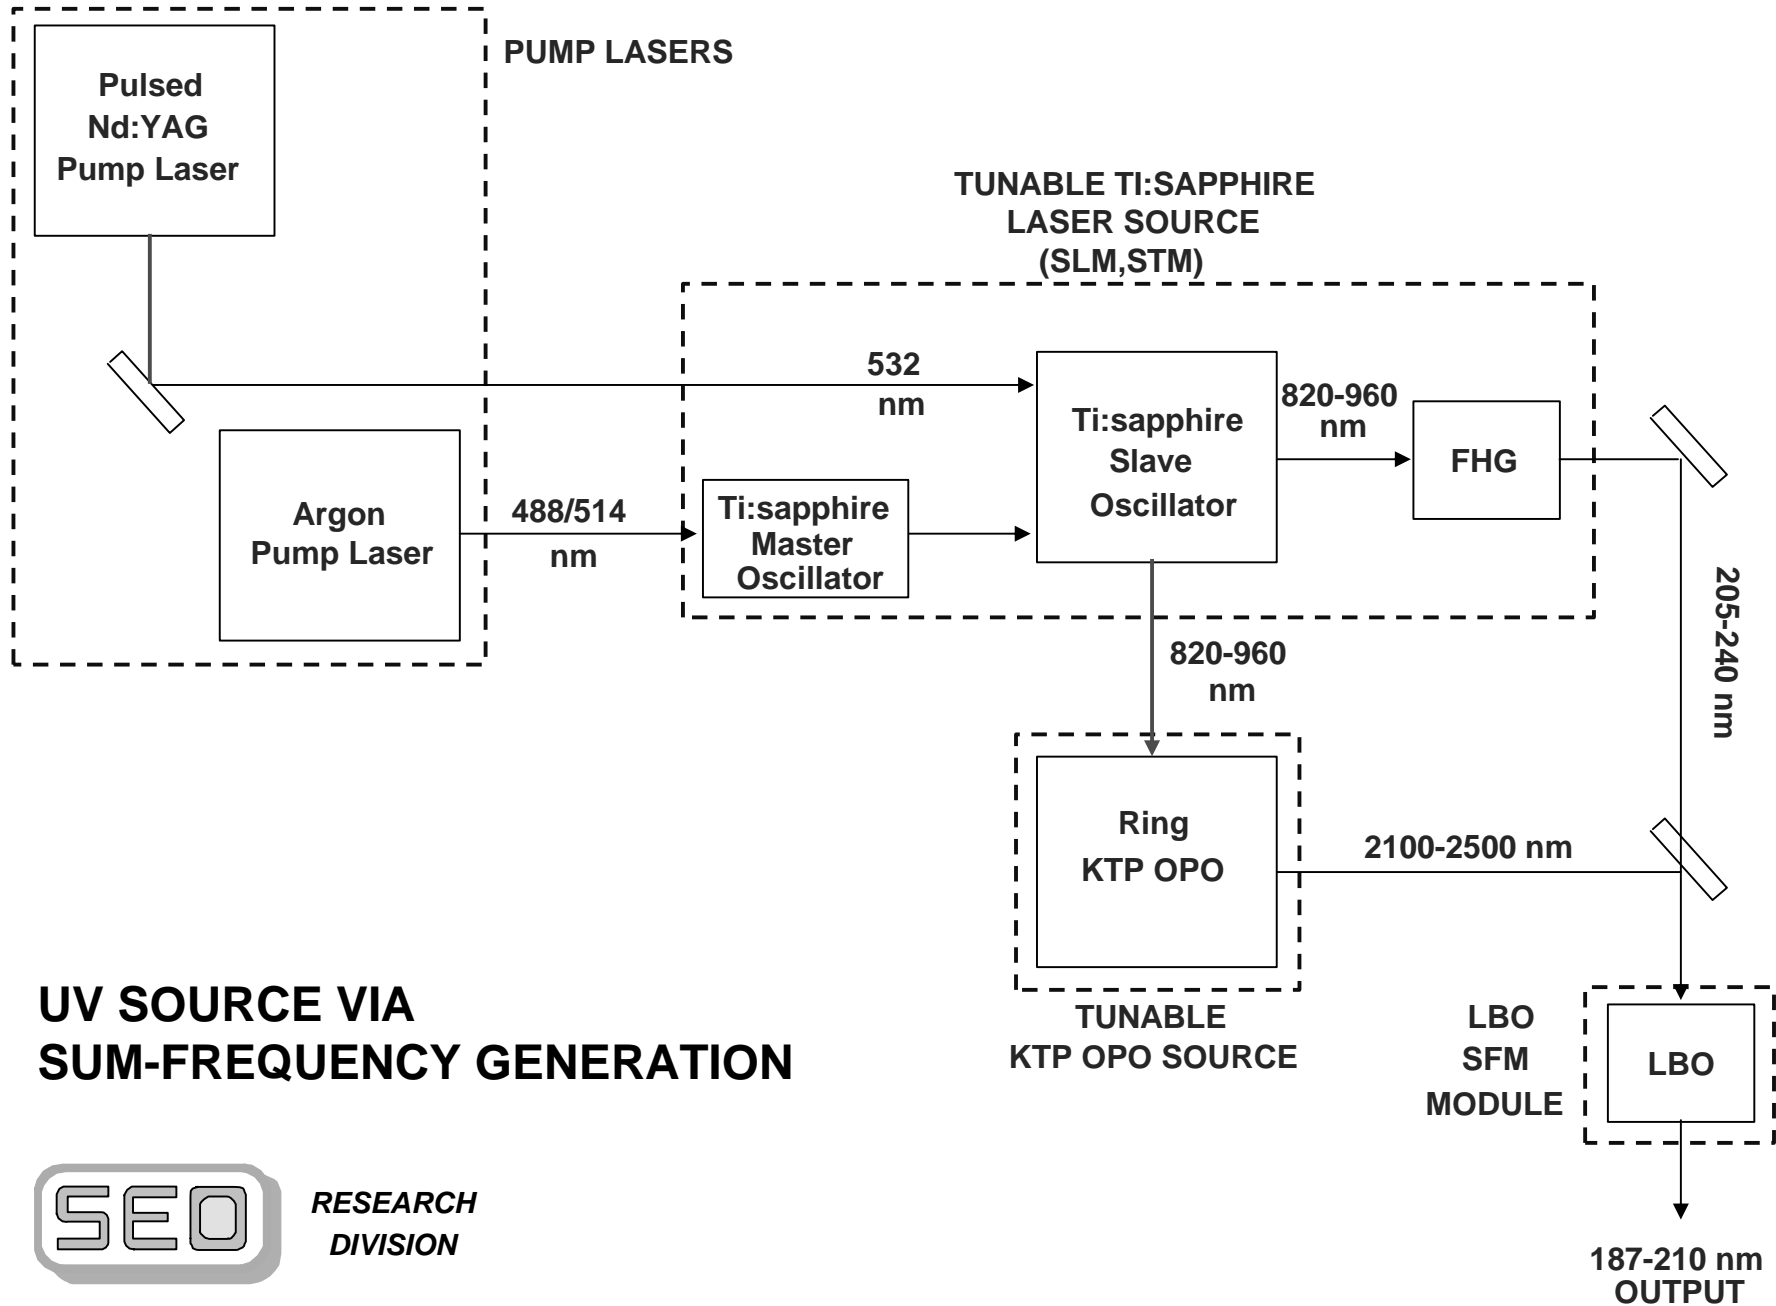 PUMP LASERS
Pulsed
Nd:YAG
Pump Laser
TUNABLE TI:SAPPHIRE
LASER SOURCE
(SLM,STM)
532
nm
Ti:sapphire
Slave
Oscillator
820-960
nm
FHG
Argon
Pump Laser
488/514
nm
Ti:sapphire
Master
Oscillator
205-240 nm
820-960
nm
Ring
KTP OPO
2100-2500 nm
TUNABLE
KTP OPO SOURCE
LBO
SFM
MODULE
LBO
UV SOURCE VIA
SUM-FREQUENCY GENERATION
SEO
RESEARCH
DIVISION
187-210 nm
OUTPUT